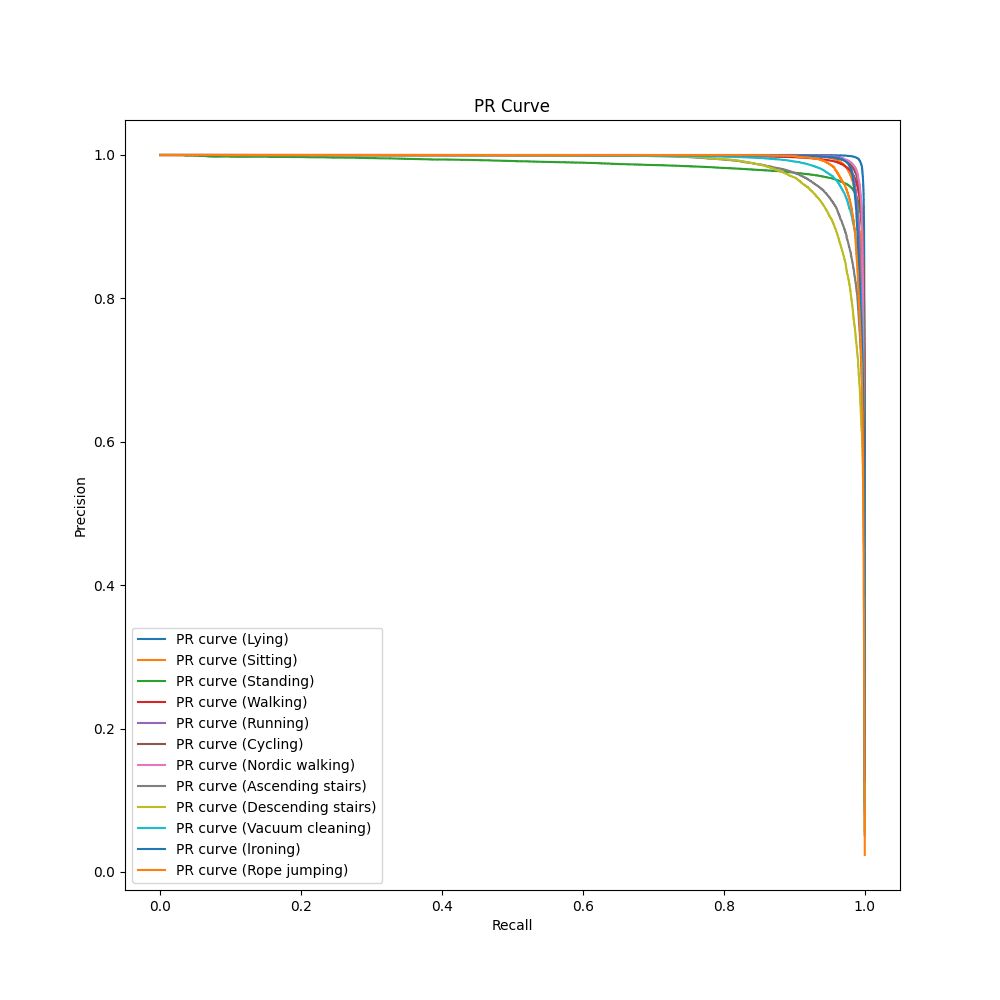 PR Curve
1.0
0.8
0.6
0.4
0.2
0.0
Precision
PR curve (Lying)
PR curve (Sitting)
PR curve (Standing)
PR curve (Walking)
PR curve (Running)
PR curve (Cycling)
PR curve (Nordic walking)
PR curve (Ascending stairs)
PR curve (Descending stairs)
PR curve (Vacuum cleaning)
PR curve (lroning)
PR curve (Rope jumping)
0.0 0.2 0.4 0.6 0.8 1.0
Recall